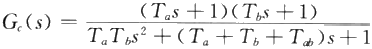 G_c(s) = \frac{(T_a s + 1)(T_b s + 1)}{T_a T_b s^2 + (T_a + T_b + T_{ab})s + 1}